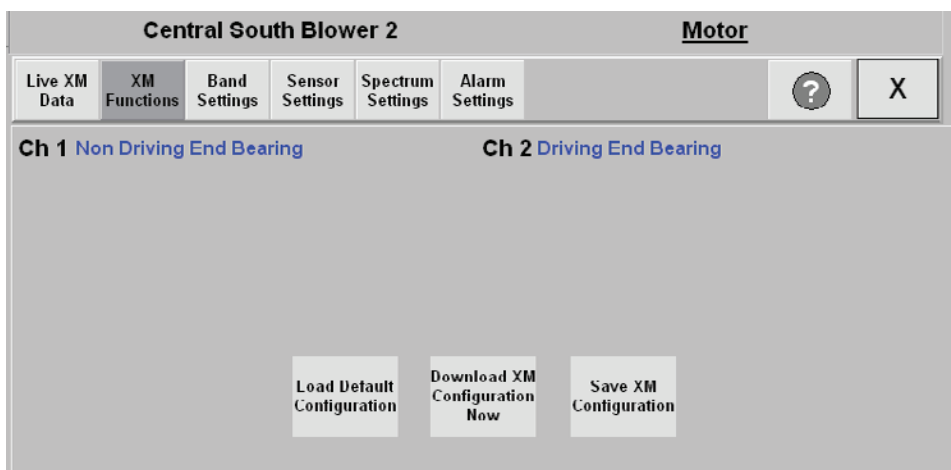 Central South Blower 2 Motor
Live XM Data
XM Functions
Band Settings
Sensor Settings
Spectrum Settings
Alarm Settings
?
X
Ch 1 Non Driving End Bearing
Ch 2 Driving End Bearing
Load Default Configuration
Download XM Configuration Now
Save XM Configuration